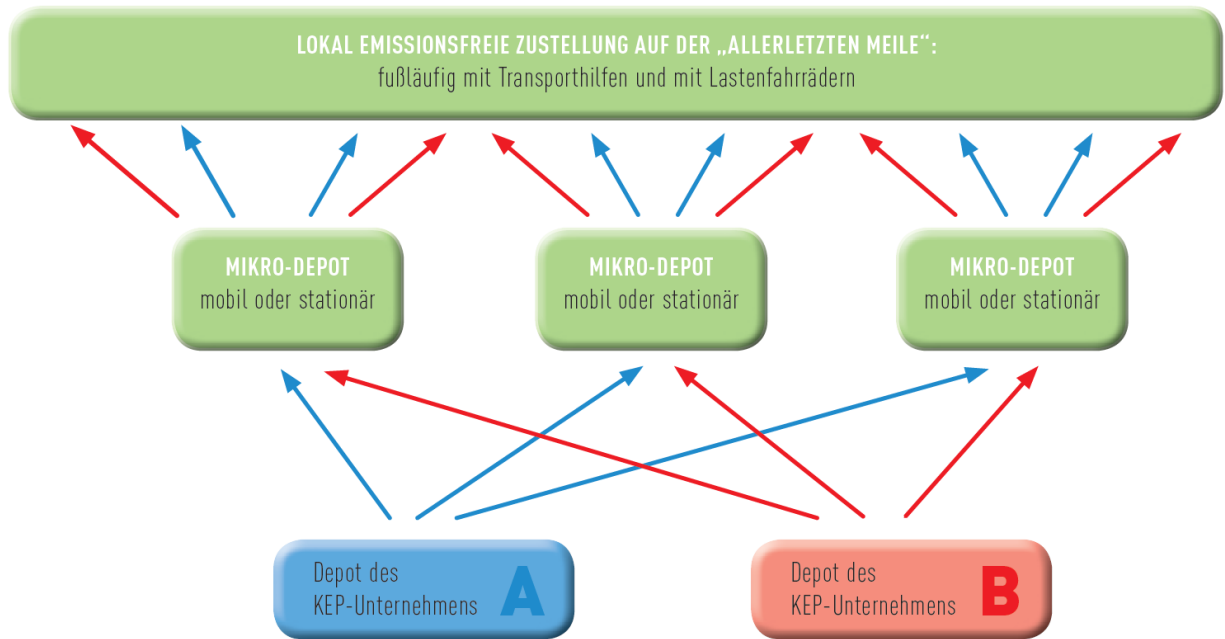 LOKAL EMISSIONSFREIE ZUSTELLUNG AUF DER „ALLERLETZTEN MEILE“:
fußläufig mit Transporthilfen und mit Lastenfahrrädern
MIKRO-DEPOT
mobil oder stationär
MIKRO-DEPOT
mobil oder stationär
MIKRO-DEPOT
mobil oder stationär
Depot des
KEP-Unternehmens A
Depot des
KEP-Unternehmens B